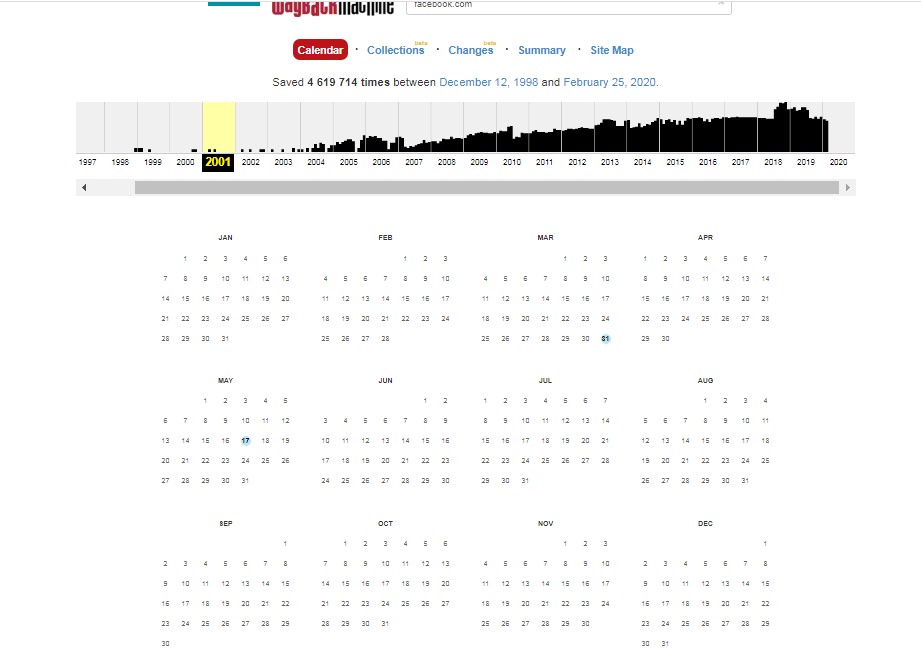 WayBackMachine facebook.com
Calendar · Collections beta · Changes beta · Summary · Site Map
Saved 4 619 714 times between December 12, 1998 and February 25, 2020.
1997 1998 1999 2000 2001 2002 2003 2004 2005 2006 2007 2008 2009 2010 2011 2012 2013 2014 2015 2016 2017 2018 2019 2020
JAN FEB MAR APR
1 2 3 4 5 6 1 2 3 1 2 3 1 2 3 4 5 6 7
7 8 9 10 11 12 13 4 5 6 7 8 9 10 4 5 6 7 8 9 10 8 9 10 11 12 13 14
14 15 16 17 18 19 20 11 12 13 14 15 16 17 11 12 13 14 15 16 17 15 16 17 18 19 20 21
21 22 23 24 25 26 27 18 19 20 21 22 23 24 18 19 20 21 22 23 24 22 23 24 25 26 27 28
28 29 30 31 25 26 27 28 25 26 27 28 29 30 31 29 30
MAY JUN JUL AUG
1 2 3 4 5 1 2 1 2 3 4 5 6 7 1 2 3 4
6 7 8 9 10 11 12 3 4 5 6 7 8 9 8 9 10 11 12 13 14 5 6 7 8 9 10 11
13 14 15 16 17 18 19 10 11 12 13 14 15 16 15 16 17 18 19 20 21 12 13 14 15 16 17 18
20 21 22 23 24 25 26 17 18 19 20 21 22 23 22 23 24 25 26 27 28 19 20 21 22 23 24 25
27 28 29 30 31 24 25 26 27 28 29 30 29 30 31 26 27 28 29 30 31
SEP OCT NOV DEC
1 1 2 3 4 5 6 1 2 3 1
2 3 4 5 6 7 8 7 8 9 10 11 12 13 4 5 6 7 8 9 10 2 3 4 5 6 7 8
9 10 11 12 13 14 15 14 15 16 17 18 19 20 11 12 13 14 15 16 17 9 10 11 12 13 14 15
16 17 18 19 20 21 22 21 22 23 24 25 26 27 18 19 20 21 22 23 24 16 17 18 19 20 21 22
23 24 25 26 27 28 29 28 29 30 31 25 26 27 28 29 30 23 24 25 26 27 28 29
30 30 31